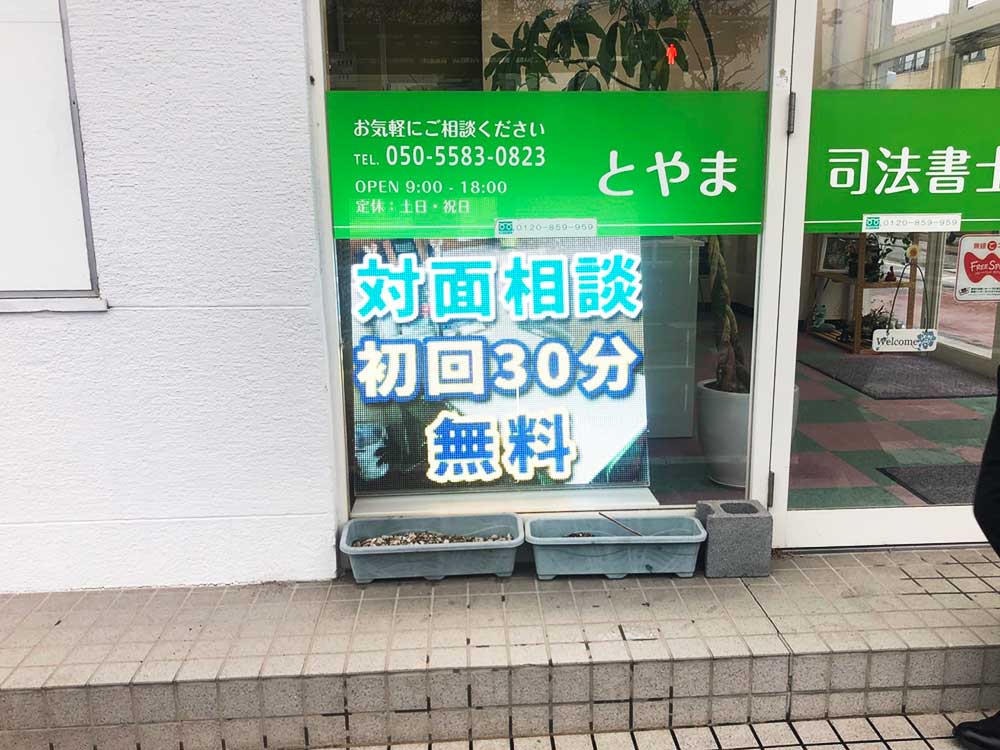 お気軽にご相談ください
TEL. 050-5583-0823
OPEN 9:00 - 18:00
定休：土日・祝日
とやま
司法書士
0120-859-959
0120-859-959
対面相談
初回30分
無料
Welcome